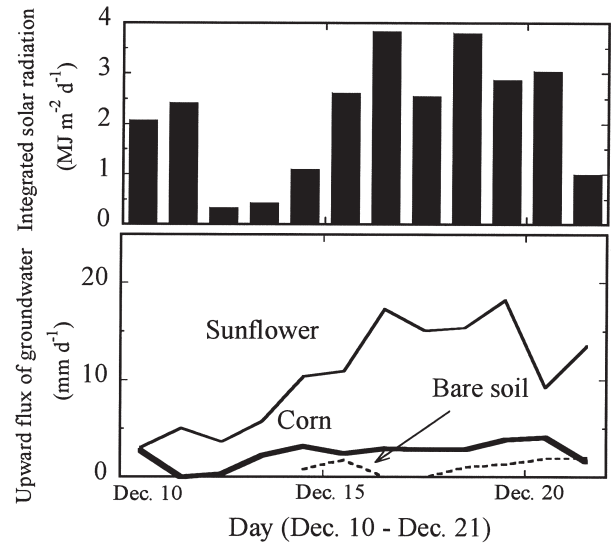 Integrated solar radiation
(MJ m⁻² d⁻¹)
4
3
2
1
0
Upward flux of groundwater
(mm d⁻¹)
20
10
0
Sunflower
Bare soil
Corn
Dec. 10
Dec. 15
Dec. 20
Day (Dec. 10 - Dec. 21)